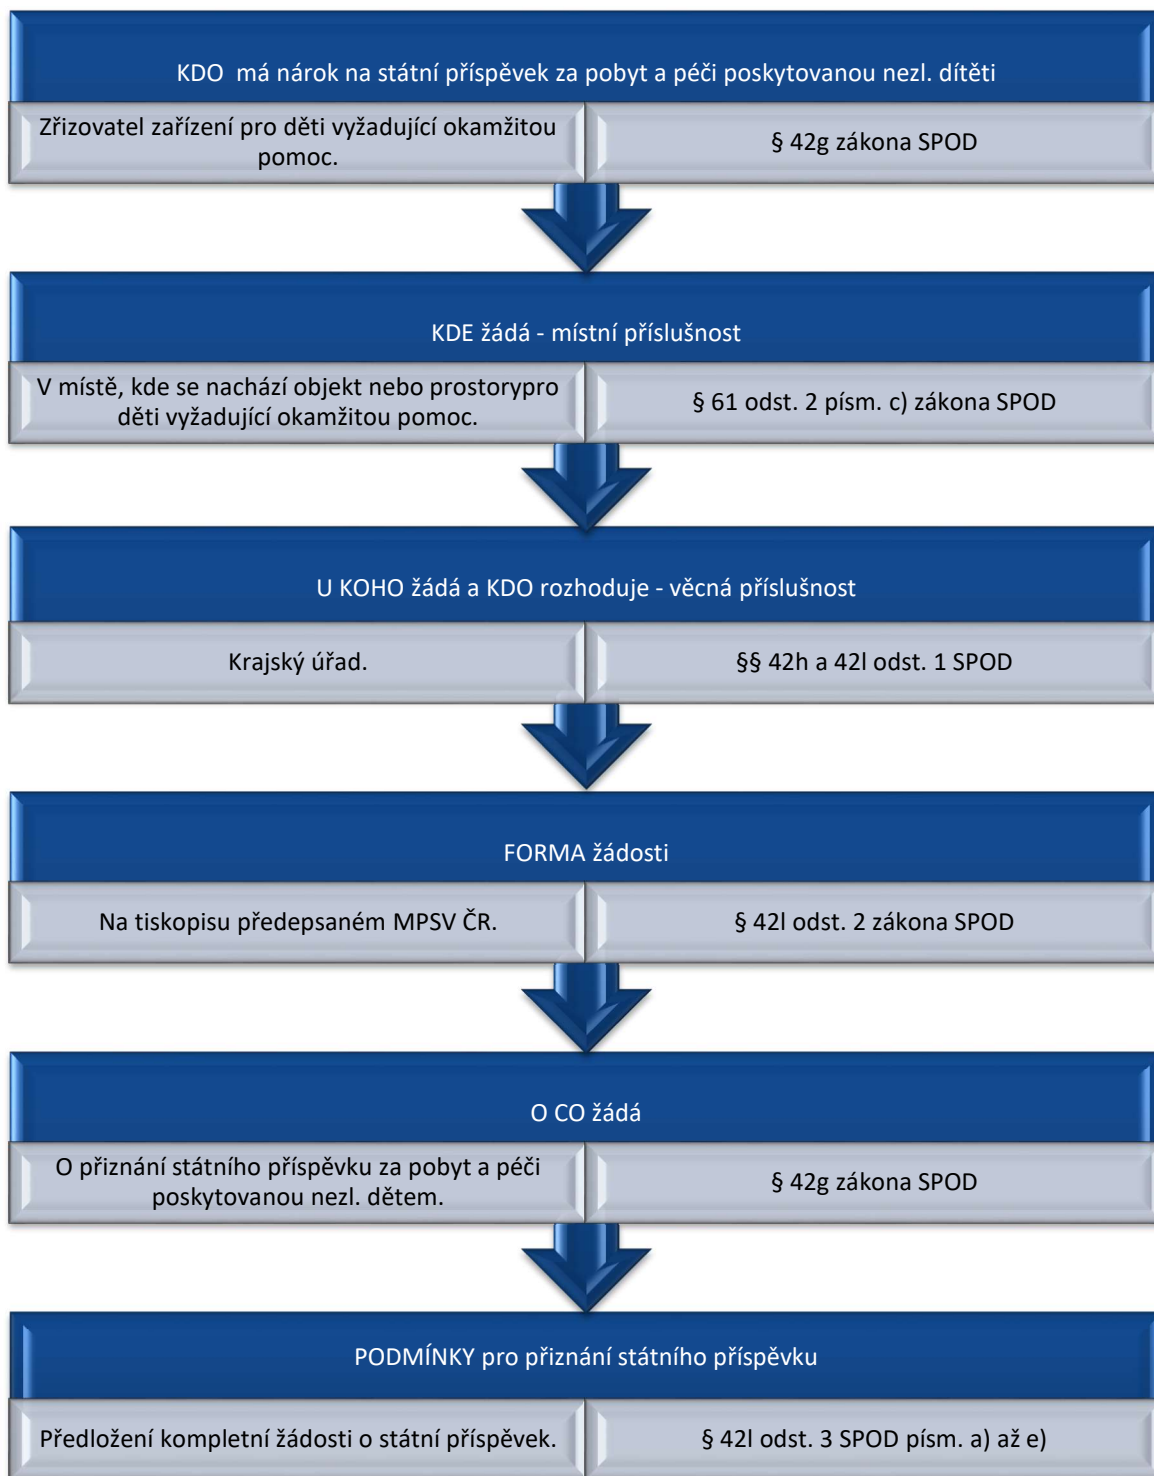 KDO  má nárok na státní příspěvek za pobyt a péči poskytovanou nezl. dítěti
Zřizovatel zařízení pro děti vyžadující okamžitou
pomoc.
§ 42g zákona SPOD
KDE žádá - místní příslušnost
V místě, kde se nachází objekt nebo prostorypro
děti vyžadující okamžitou pomoc.
§ 61 odst. 2 písm. c) zákona SPOD
U KOHO žádá a KDO rozhoduje - věcná příslušnost
Krajský úřad.
§§ 42h a 42l odst. 1 SPOD
FORMA žádosti
Na tiskopisu předepsaném MPSV ČR.
§ 42l odst. 2 zákona SPOD
O CO žádá
O přiznání státního příspěvku za pobyt a péči
poskytovanou nezl. dětem.
§ 42g zákona SPOD
PODMÍNKY pro přiznání státního příspěvku
Předložení kompletní žádosti o státní příspěvek.
§ 42l odst. 3 SPOD písm. a) až e)